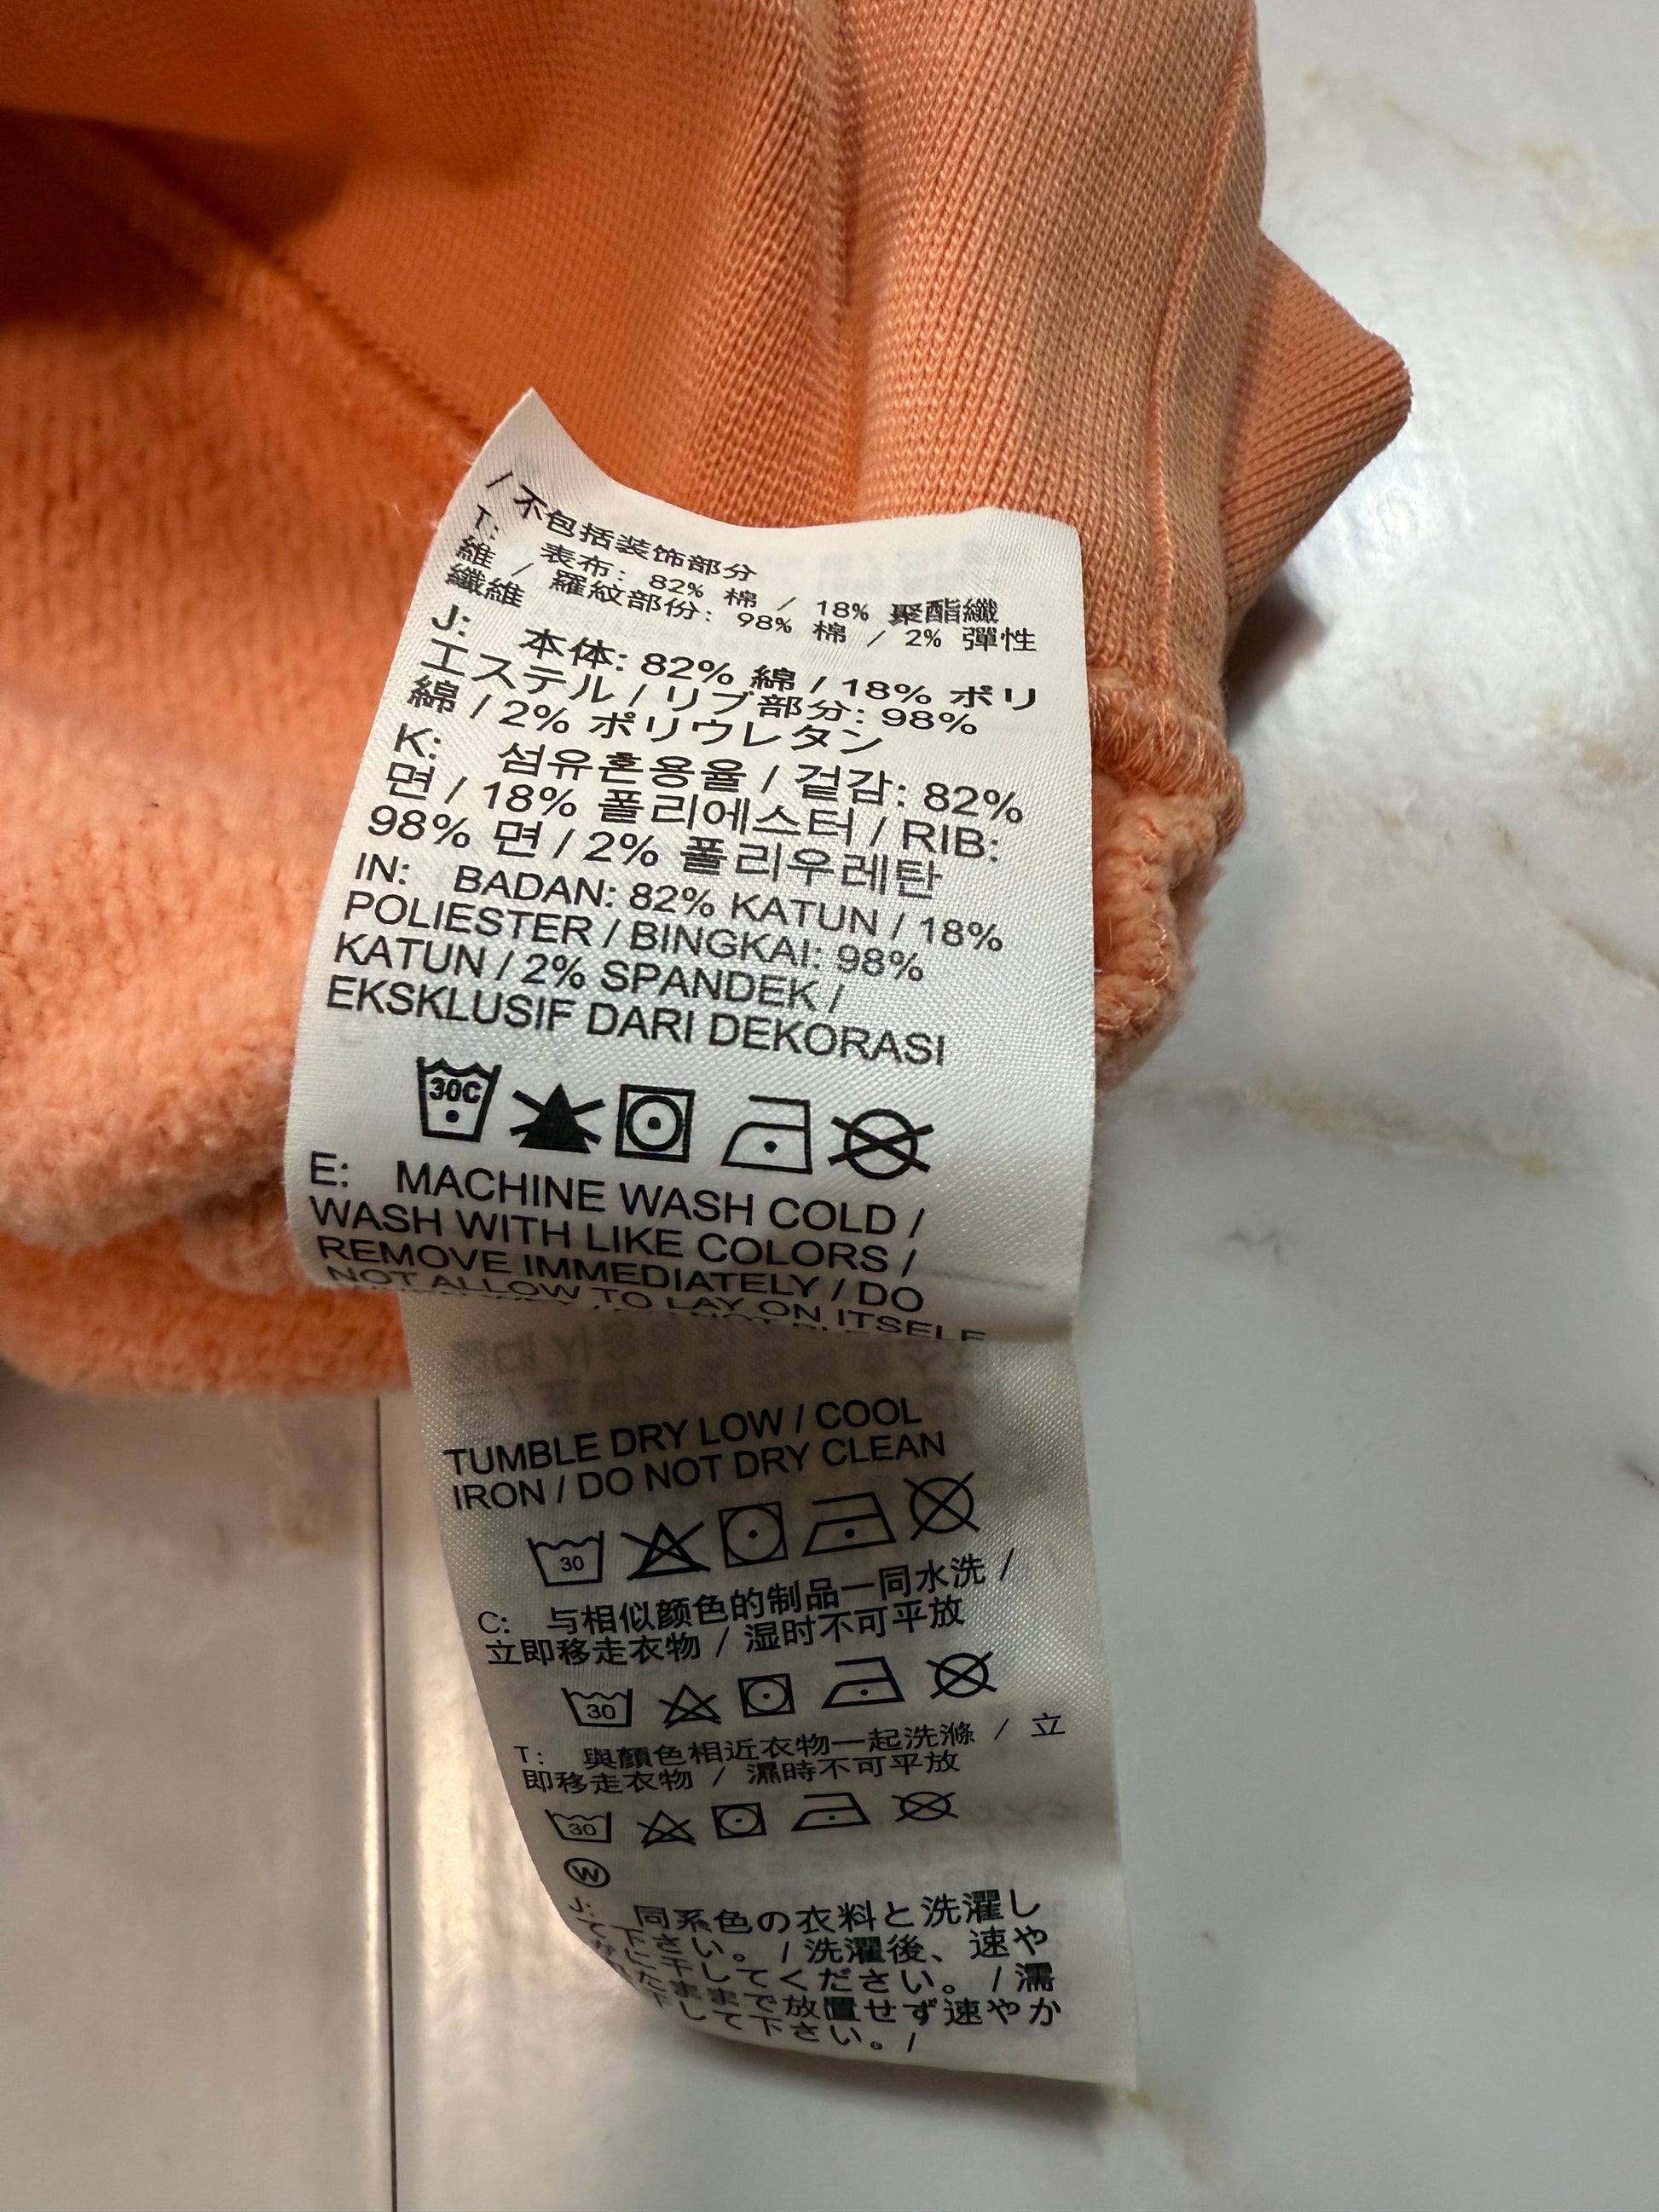 / 不包括装饰部分
T: 表布: 82% 棉 / 18% 聚酯纖
維 / 羅紋部份: 98% 棉 / 2% 彈性
纖維
J: 本体: 82% 綿 / 18% ポリ
エステル / リブ部分: 98%
綿 / 2% ポリウレタン
K: 섬유혼용율 / 겉감: 82%
면 / 18% 폴리에스터 / RIB:
98% 면 / 2% 폴리우레탄
IN: BADAN: 82% KATUN / 18%
POLIESTER / BINGKAI: 98%
KATUN / 2% SPANDEK /
EKSKLUSIF DARI DEKORASI
30C
E: MACHINE WASH COLD /
WASH WITH LIKE COLORS /
REMOVE IMMEDIATELY / DO
NOT ALLOW TO LAY ON ITSELF
TUMBLE DRY LOW / COOL
IRON / DO NOT DRY CLEAN
30
C: 与相似颜色的制品一同水洗 /
立即移走衣物 / 湿时不可平放
30
T: 與顏色相近衣物一起洗滌 / 立
即移走衣物 / 濕時不可平放
30
W
J: 同系色の衣料と洗濯し
て下さい。 / 洗濯後、速や
かに干してください。 / 濡
れたままで放置せず速やか
干して下さい。 /